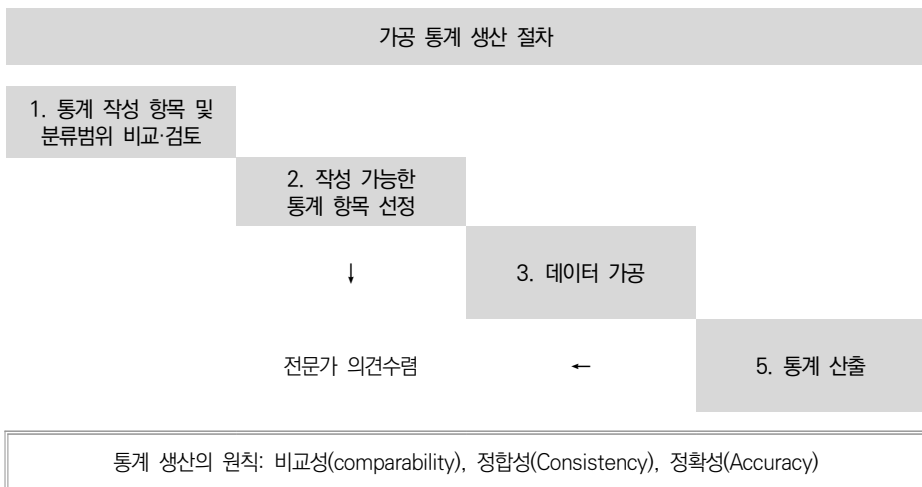 가공 통계 생산 절차
1. 통계 작성 항목 및
분류범위 비교·검토
2. 작성 가능한
통계 항목 선정
↓
3. 데이터 가공
전문가 의견수렴
←
5. 통계 산출
통계 생산의 원칙: 비교성(comparability), 정합성(Consistency), 정확성(Accuracy)